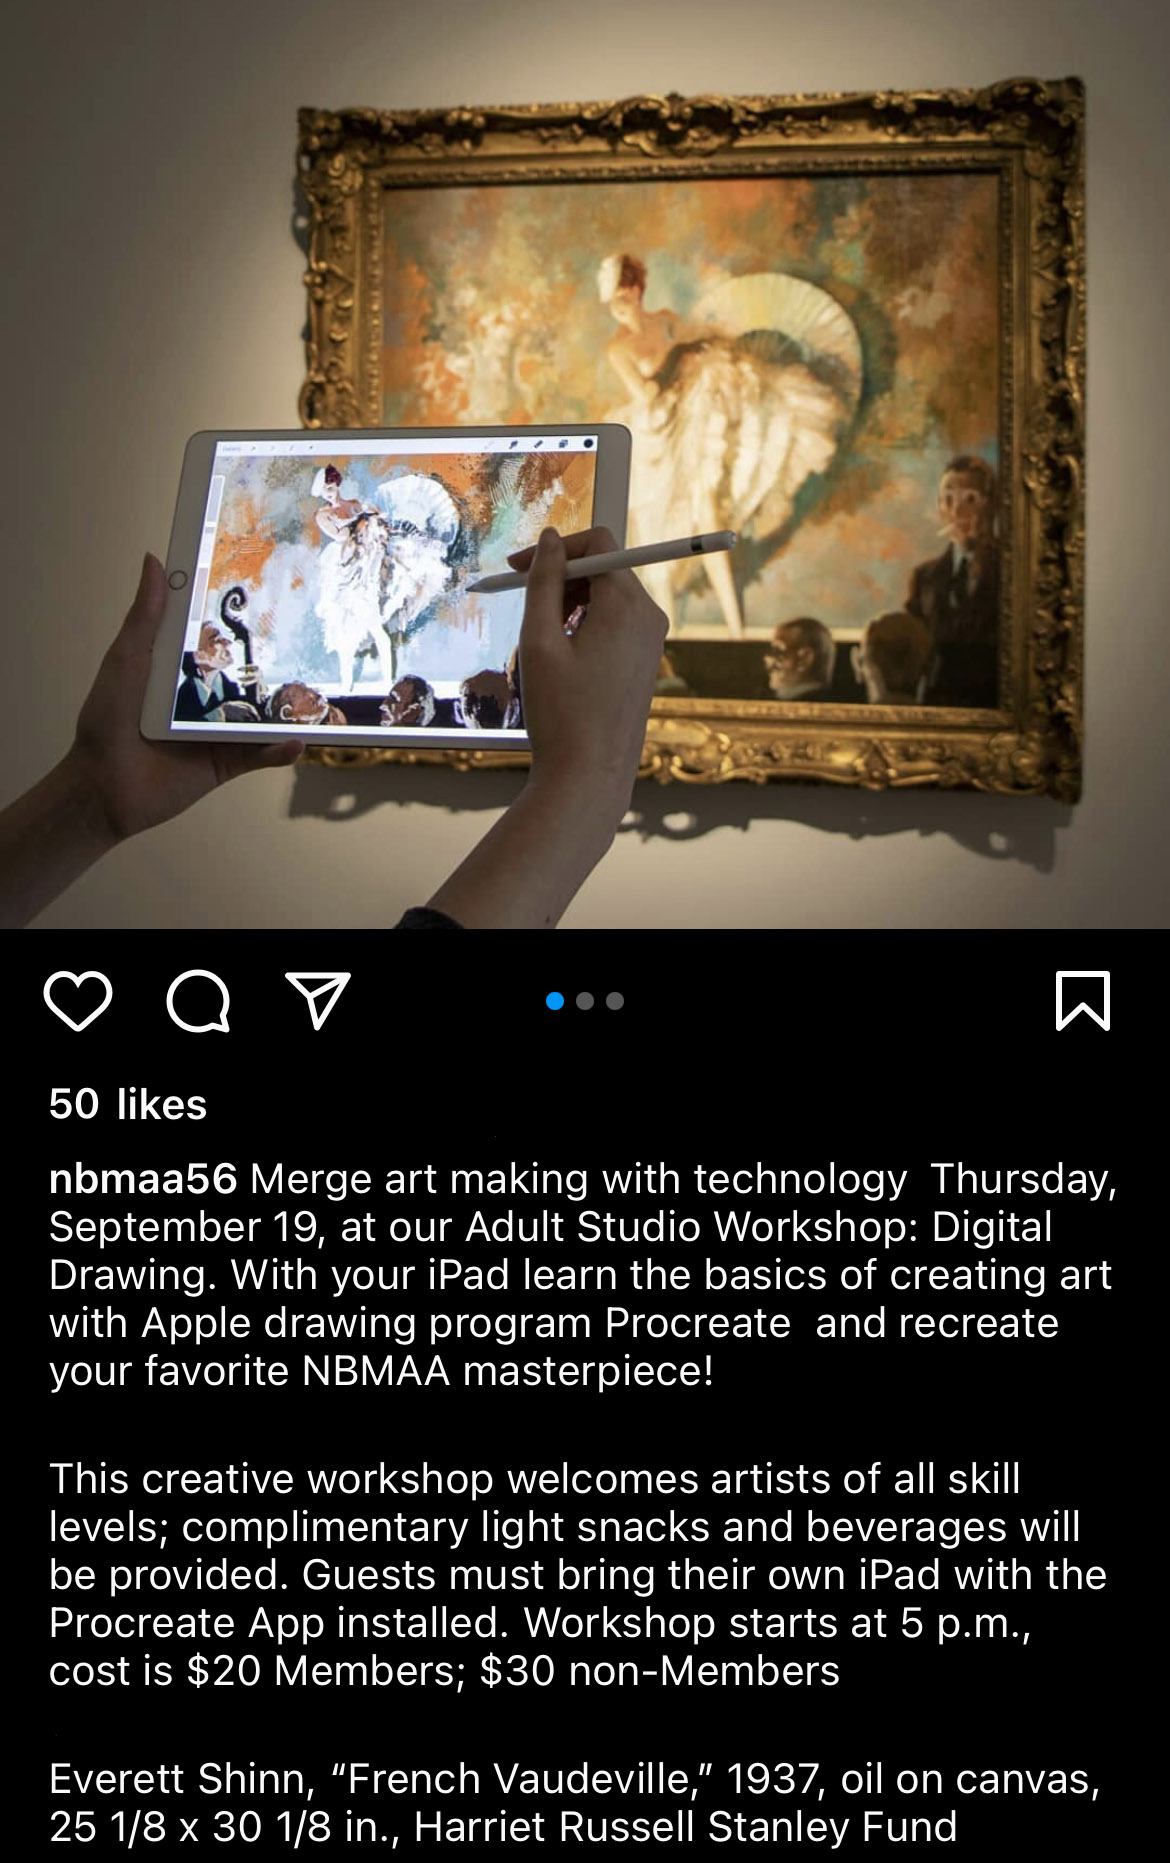 50 likes
nbmaa56 Merge art making with technology  Thursday,
September 19, at our Adult Studio Workshop: Digital
Drawing. With your iPad learn the basics of creating art
with Apple drawing program Procreate  and recreate
your favorite NBMAA masterpiece!
This creative workshop welcomes artists of all skill
levels; complimentary light snacks and beverages will
be provided. Guests must bring their own iPad with the
Procreate App installed. Workshop starts at 5 p.m.,
cost is $20 Members; $30 non-Members
Everett Shinn, “French Vaudeville,” 1937, oil on canvas,
25 1/8 x 30 1/8 in., Harriet Russell Stanley Fund